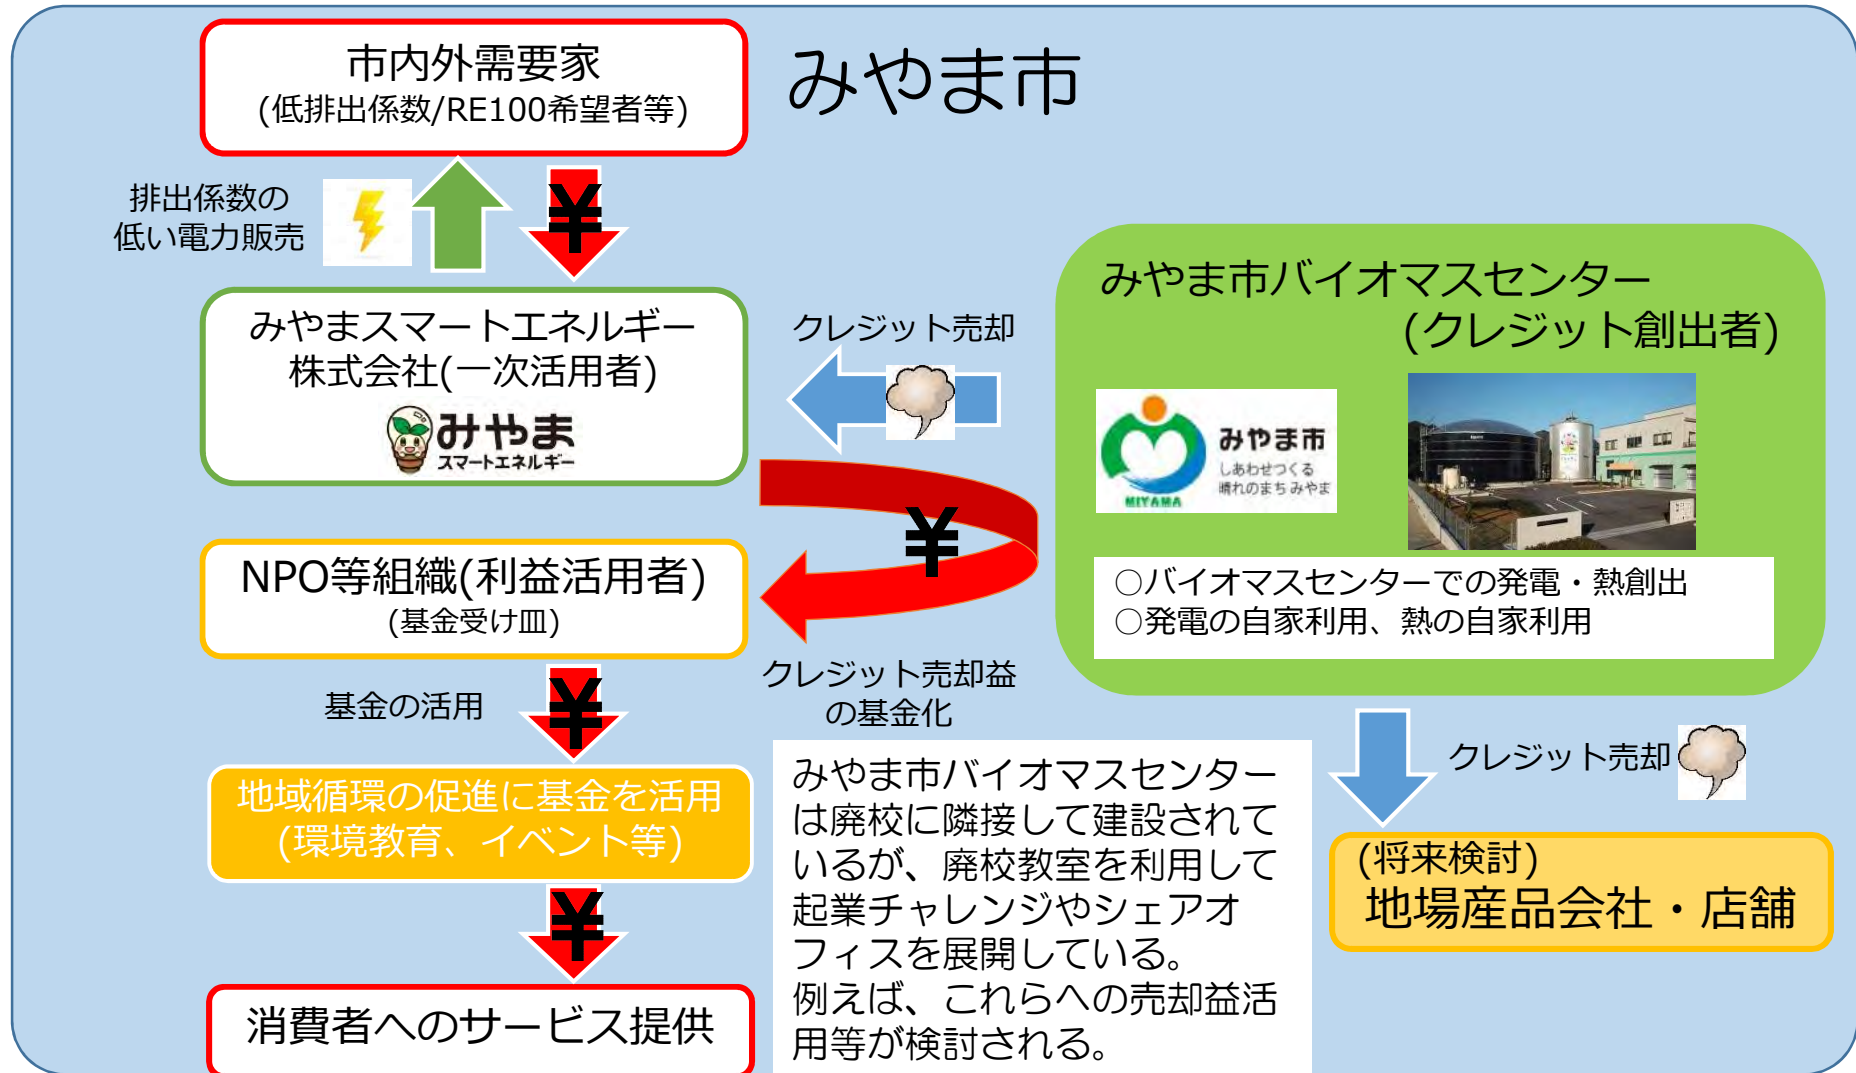 みやま市
市内外需要家
(低排出係数/RE100希望者等)
排出係数の
低い電力販売
¥
みやまスマートエネルギー
株式会社(一次活用者)
みやま
スマートエネルギー
クレジット売却
みやま市バイオマスセンター
(クレジット創出者)
みやま市
しあわせつくる
晴れのまち みやま
MIYAMA
○バイオマスセンターでの発電・熱創出
○発電の自家利用、熱の自家利用
¥
NPO等組織(利益活用者)
(基金受け皿)
クレジット売却益
の基金化
基金の活用
¥
地域循環の促進に基金を活用
(環境教育、イベント等)
¥
消費者へのサービス提供
みやま市バイオマスセンター
は廃校に隣接して建設されて
いるが、廃校教室を利用して
起業チャレンジやシェアオ
フィスを展開している。
例えば、これらへの売却益活
用等が検討される。
クレジット売却
(将来検討)
地場産品会社・店舗